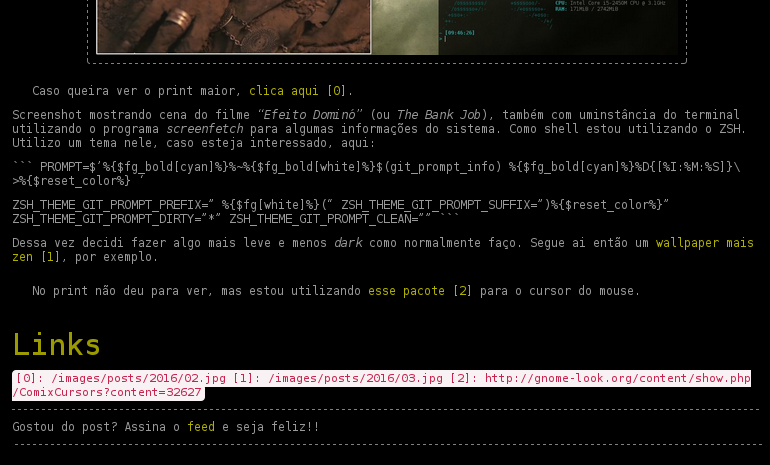 CPU: Intel Core i5-2450M CPU @ 3.1GHz
RAM: 171MiB / 2742MiB
[00:46:26]
Caso queira ver o print maior, clica aqui [0].
Screenshot mostrando cena do filme “Efeito Dominó” (ou The Bank Job), também com uminstância do terminal
utilizando o programa screenfetch para algumas informações do sistema. Como shell estou utilizando o ZSH.
Utilizo um tema nele, caso esteja interessado, aqui:
``` PROMPT=$’%{$fg_bold[cyan]%}%~%{$fg_bold[white]%}$(git_prompt_info) %{$fg_bold[cyan]%}%D{[%I:%M:%S]}\
>%{$reset_color%} ‘
ZSH_THEME_GIT_PROMPT_PREFIX=” %{$fg[white]%}(“ ZSH_THEME_GIT_PROMPT_SUFFIX=”)%{$reset_color%}”
ZSH_THEME_GIT_PROMPT_DIRTY=”*” ZSH_THEME_GIT_PROMPT_CLEAN=”” ```
Dessa vez decidi fazer algo mais leve e menos dark como normalmente faço. Segue ai então um wallpaper mais
zen [1], por exemplo.
No print não deu para ver, mas estou utilizando esse pacote [2] para o cursor do mouse.
Links
[0]: /images/posts/2016/02.jpg [1]: /images/posts/2016/03.jpg [2]: http://gnome-look.org/content/show.php
/ComixCursors?content=32627
Gostou do post? Assina o feed e seja feliz!!